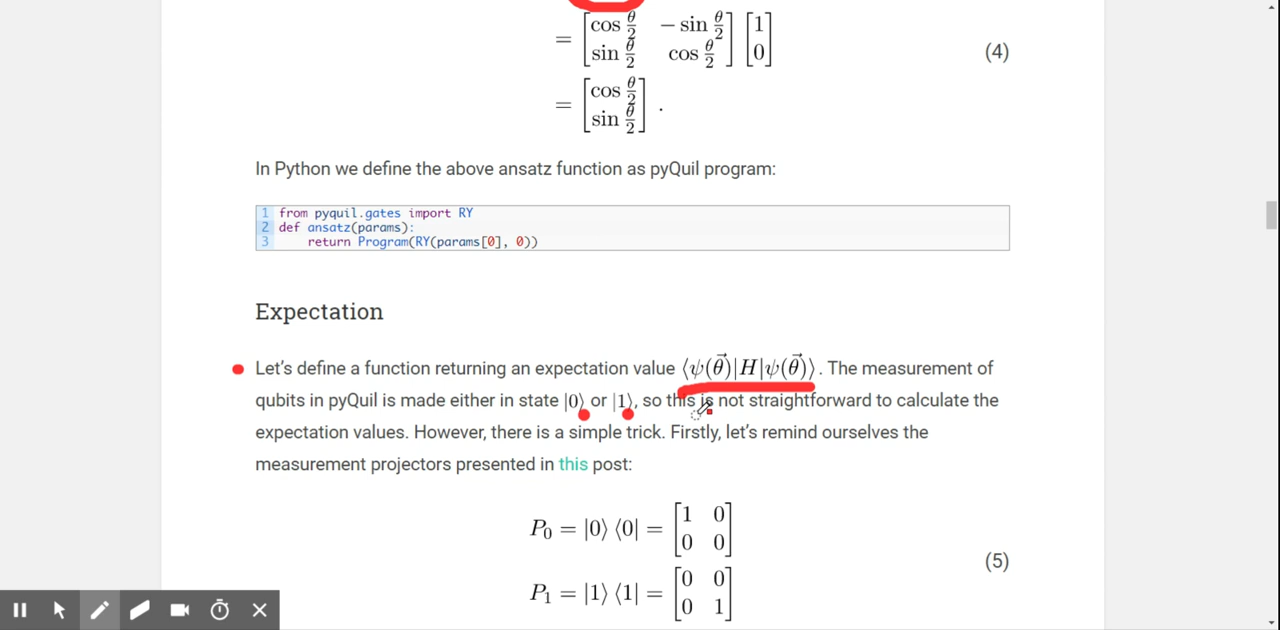 = [cos θ/2 − sin θ/2; sin θ/2 cos θ/2] [1; 0] (4)
= [cos θ/2; sin θ/2] .
In Python we define the above ansatz function as pyQuil program:
1 from pyquil.gates import RY
2 def ansatz(params):
3 return Program(RY(params[0], 0))
Expectation
Let's define a function returning an expectation value ⟨ψ(θ⃗)|H|ψ(θ⃗)⟩. The measurement of
qubits in pyQuil is made either in state |0⟩ or |1⟩, so this is not straightforward to calculate the
expectation values. However, there is a simple trick. Firstly, let's remind ourselves the
measurement projectors presented in this post:
P₀ = |0⟩ ⟨0| = [1 0; 0 0]
(5)
P₁ = |1⟩ ⟨1| = [0 0; 0 1]